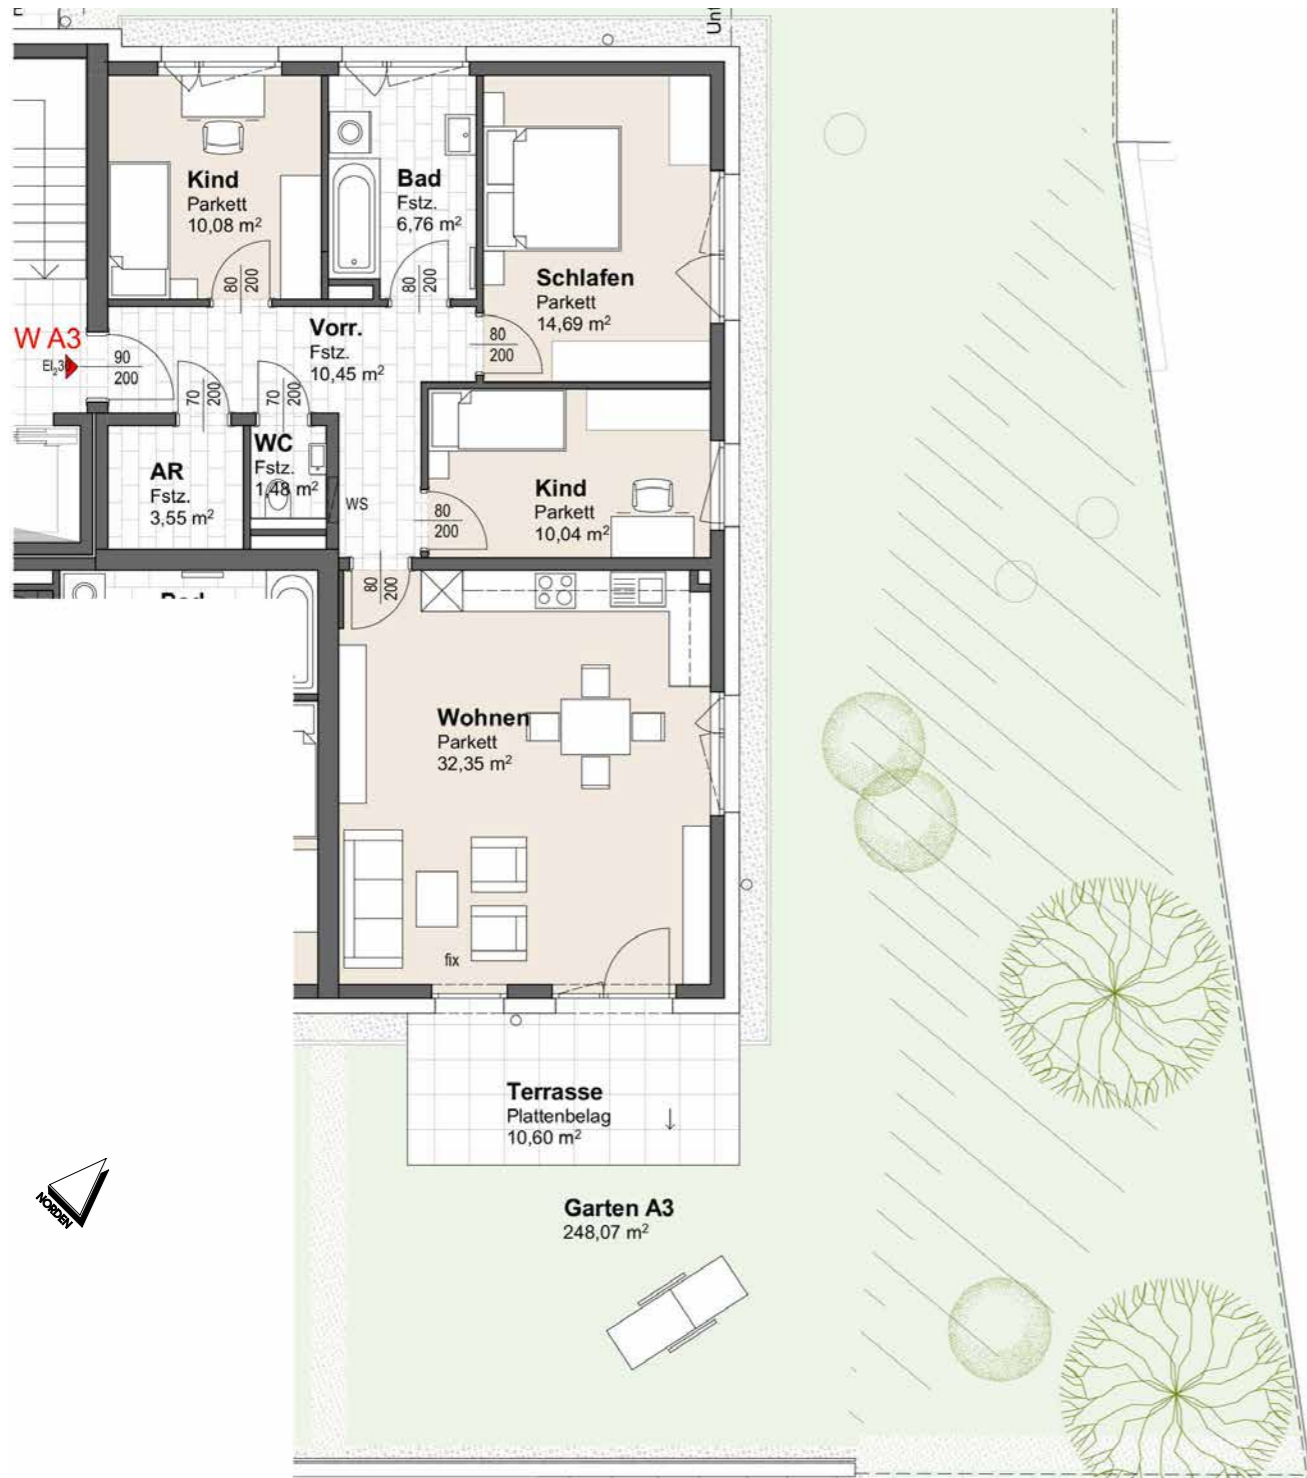 Kind
Parkett
10,08 m²
80
200
Bad
Fstz.
6,76 m²
80
200
Schlafen
Parkett
14,69 m²
80
200
W A3
EI₂30
90
200
Vorr.
Fstz.
10,45 m²
70
200
70
200
AR
Fstz.
3,55 m²
WC
Fstz.
1,48 m²
WS
Kind
Parkett
10,04 m²
80
200
80
200
Wohnen
Parkett
32,35 m²
fix
Terrasse
Plattenbelag
10,60 m²
NORDEN
Garten A3
248,07 m²